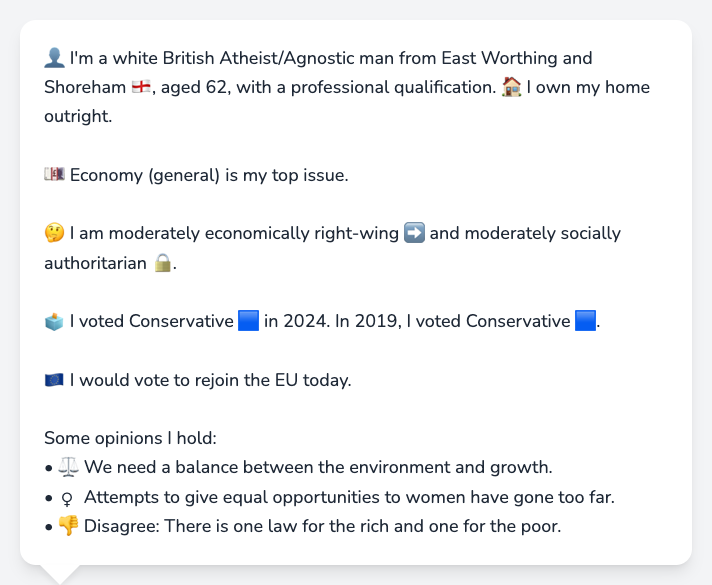 👤 I'm a white British Atheist/Agnostic man from East Worthing and
Shoreham 🏴󠁧󠁢󠁥󠁮󠁧󠁿, aged 62, with a professional qualification. 🏠 I own my home
outright.
💷 Economy (general) is my top issue.
🤔 I am moderately economically right-wing ➡️ and moderately socially
authoritarian 🔒.
🗳️ I voted Conservative 🟦 in 2024. In 2019, I voted Conservative 🟦.
🇪🇺 I would vote to rejoin the EU today.
Some opinions I hold:
• ⚖️ We need a balance between the environment and growth.
• ♀ Attempts to give equal opportunities to women have gone too far.
• 👎 Disagree: There is one law for the rich and one for the poor.